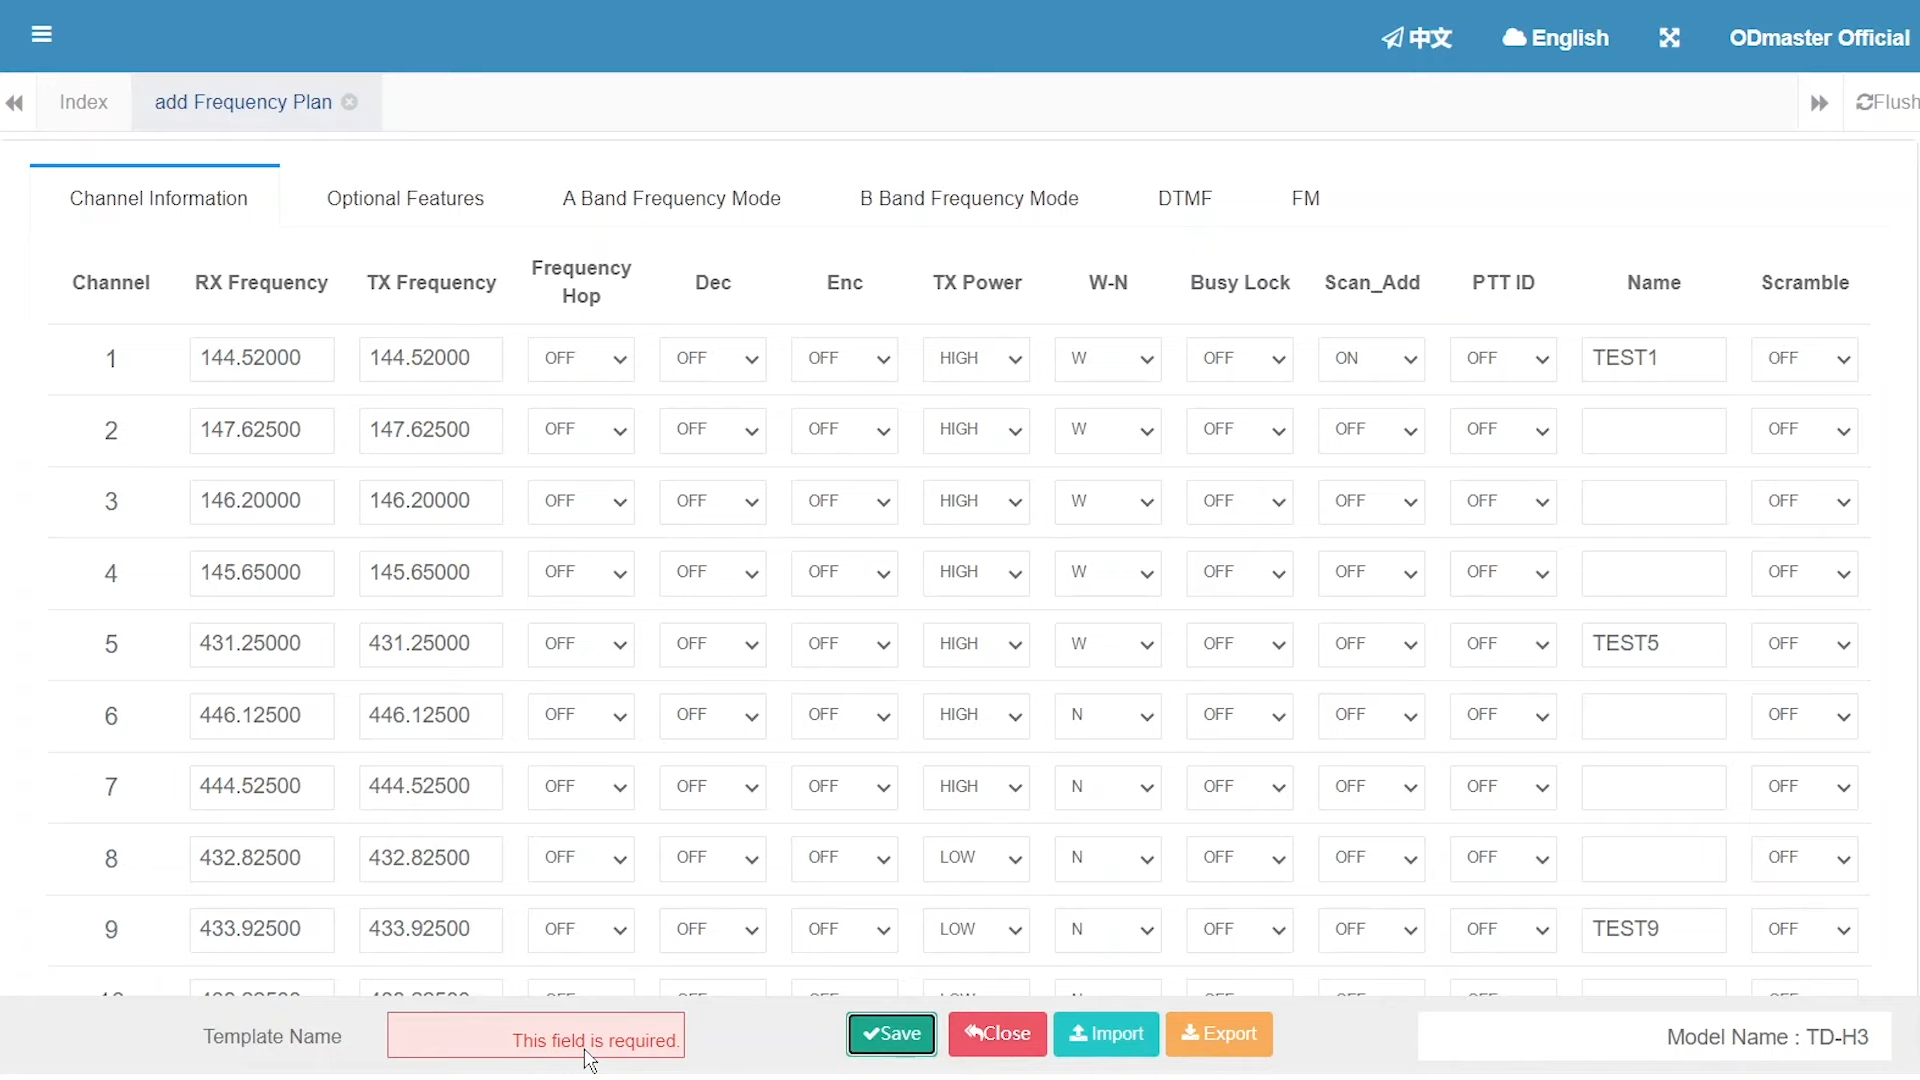 中文 English ODmaster Official
Index add Frequency Plan Flush
Channel Information Optional Features A Band Frequency Mode B Band Frequency Mode DTMF FM
Channel RX Frequency TX Frequency Frequency Hop Dec Enc TX Power W-N Busy Lock Scan_Add PTT ID Name Scramble
1 144.52000 144.52000 OFF OFF OFF HIGH W OFF ON OFF TEST1 OFF
2 147.62500 147.62500 OFF OFF OFF HIGH W OFF OFF OFF OFF
3 146.20000 146.20000 OFF OFF OFF HIGH W OFF OFF OFF OFF
4 145.65000 145.65000 OFF OFF OFF HIGH W OFF OFF OFF OFF
5 431.25000 431.25000 OFF OFF OFF HIGH W OFF OFF OFF TEST5 OFF
6 446.12500 446.12500 OFF OFF OFF HIGH N OFF OFF OFF OFF
7 444.52500 444.52500 OFF OFF OFF HIGH N OFF OFF OFF OFF
8 432.82500 432.82500 OFF OFF OFF LOW N OFF OFF OFF OFF
9 433.92500 433.92500 OFF OFF OFF LOW N OFF OFF OFF TEST9 OFF
Template Name This field is required. Save Close Import Export Model Name : TD-H3